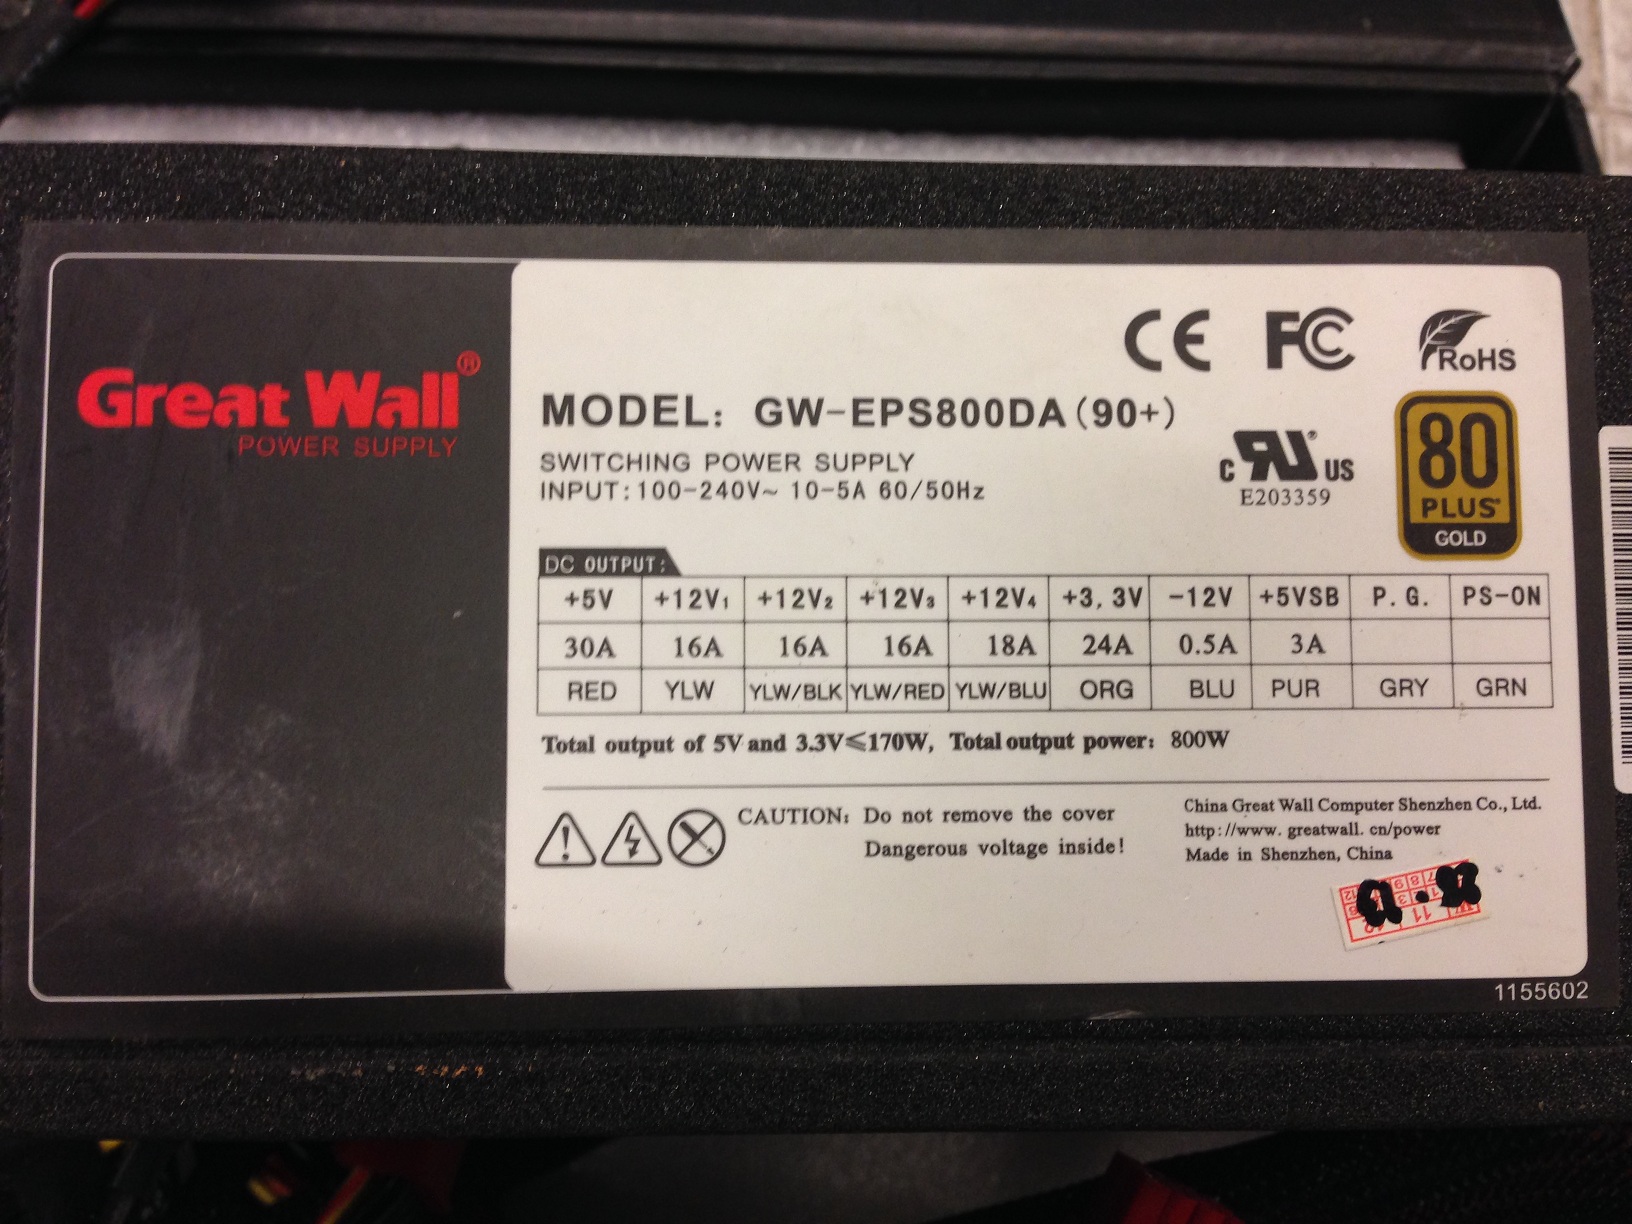 Great Wall®
POWER SUPPLY
CE FC RoHS
MODEL: GW-EPS800DA(90+)
SWITCHING POWER SUPPLY
INPUT:100-240V~ 10-5A 60/50Hz
C RU® US
E203359
80
PLUS
GOLD
DC OUTPUT:
+5V +12V₁ +12V₂ +12V₃ +12V₄ +3.3V -12V +5VSB P.G. PS-ON
30A 16A 16A 16A 18A 24A 0.5A 3A
RED YLW YLW/BLK YLW/RED YLW/BLU ORG BLU PUR GRY GRN
Total output of 5V and 3.3V≤170W, Total output power: 800W
CAUTION: Do not remove the cover
Dangerous voltage inside!
China Great Wall Computer Shenzhen Co., Ltd.
http://www.greatwall.cn/power
Made in Shenzhen, China
1155602